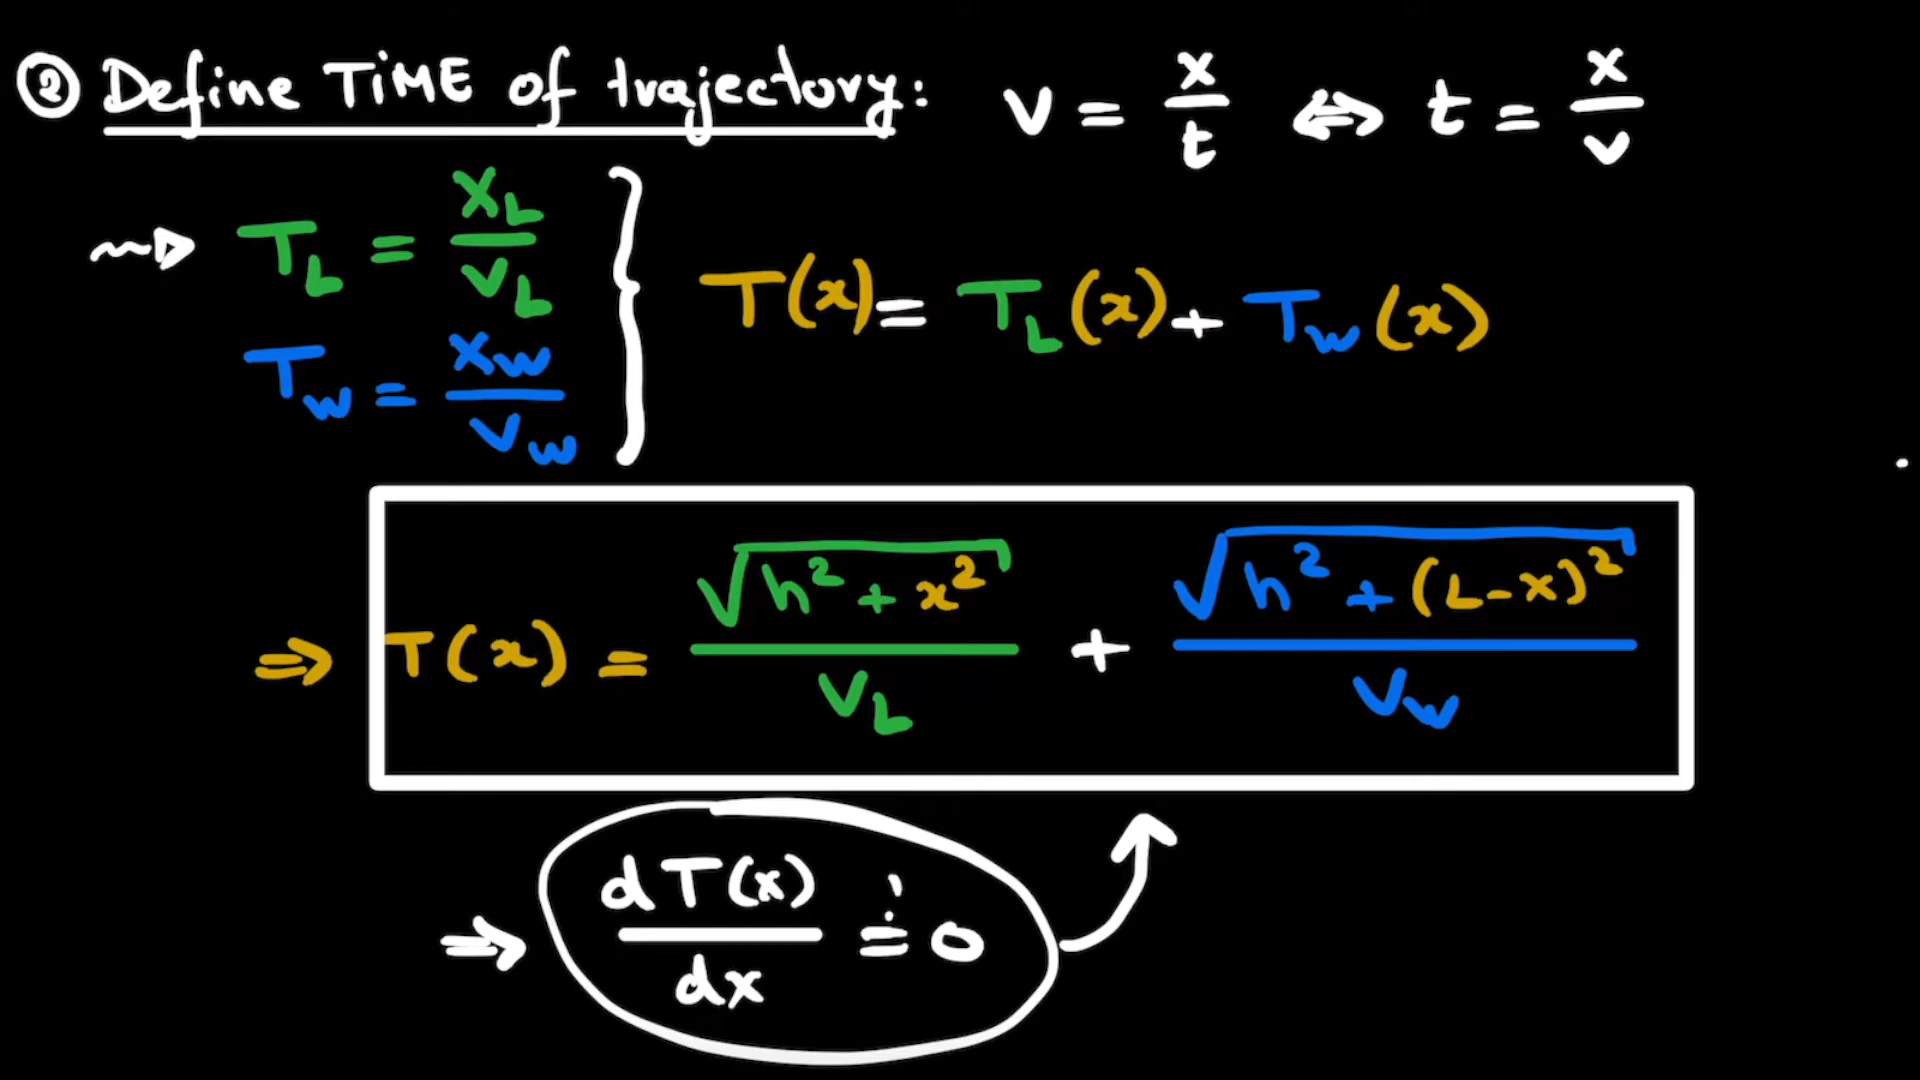 ② Define TIME of trajectory: v = x/t ⇔ t = x/v
⇝ T_L = x_L/v_L
T_w = x_w/v_w } T(x) = T_L(x) + T_w(x)
⇒ T(x) = √(h² + x²)/v_L + √(h² + (L-x)²)/v_w
⇒ dT(x)/dx =! 0